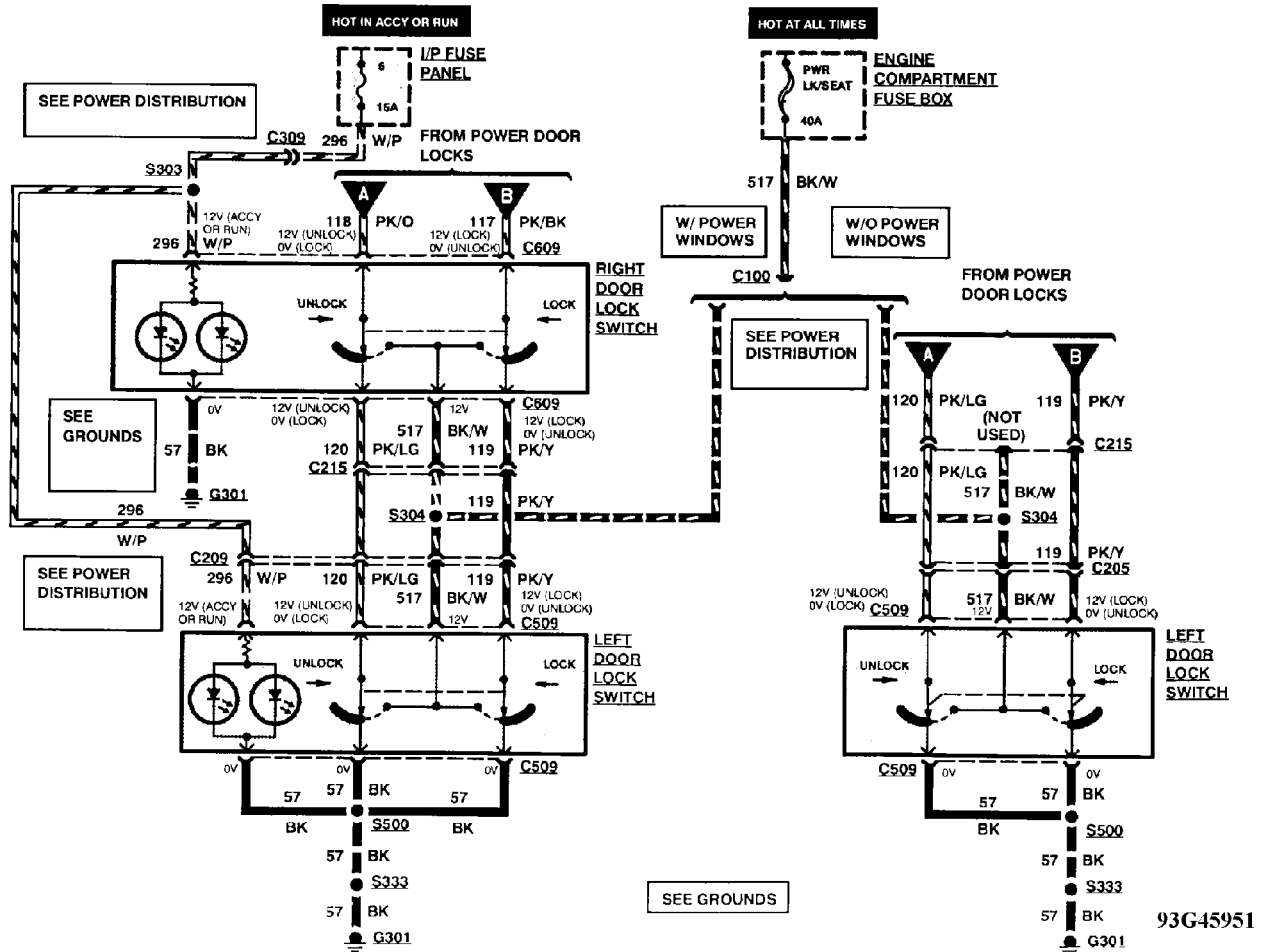 HOT IN ACCY OR RUN
HOT AT ALL TIMES
I/P FUSE
PANEL
6
15A
PWR
LK/SEAT
40A
ENGINE
COMPARTMENT
FUSE BOX
SEE POWER DISTRIBUTION
C309
296
W/P
FROM POWER DOOR
LOCKS
S303
A
B
517
BK/W
12V (ACCY
OR RUN)
296
W/P
118
PK/O
12V (UNLOCK)
0V (LOCK)
117
PK/BK
12V (LOCK)
0V (UNLOCK)
C609
W/ POWER
WINDOWS
W/O POWER
WINDOWS
C100
FROM POWER
DOOR LOCKS
RIGHT
DOOR
LOCK
SWITCH
UNLOCK
LOCK
SEE POWER
DISTRIBUTION
A
B
SEE
GROUNDS
0V
57
BK
G301
12V (UNLOCK)
0V (LOCK)
12V
C609
12V (LOCK)
0V (UNLOCK)
517
BK/W
120
PK/LG
119
PK/Y
C215
120
PK/LG
(NOT
USED)
119
PK/Y
C215
120
PK/LG
517
BK/W
S304
119
PK/Y
S304
296
W/P
C209
SEE POWER
DISTRIBUTION
296
W/P
120
PK/LG
119
PK/Y
517
BK/W
12V (ACCY
OR RUN)
12V (UNLOCK)
0V (LOCK)
12V
12V (LOCK)
0V (UNLOCK)
C509
119
PK/Y
C205
12V (UNLOCK)
0V (LOCK)
C509
517
BK/W
12V
12V (LOCK)
0V (UNLOCK)
LEFT
DOOR
LOCK
SWITCH
UNLOCK
LOCK
LEFT
DOOR
LOCK
SWITCH
UNLOCK
LOCK
0V
0V
0V
C509
57
BK
57
BK
57
BK
S500
57
BK
S333
57
BK
G301
C509
0V
0V
57
BK
57
BK
S500
57
BK
S333
57
BK
G301
SEE GROUNDS
93G45951